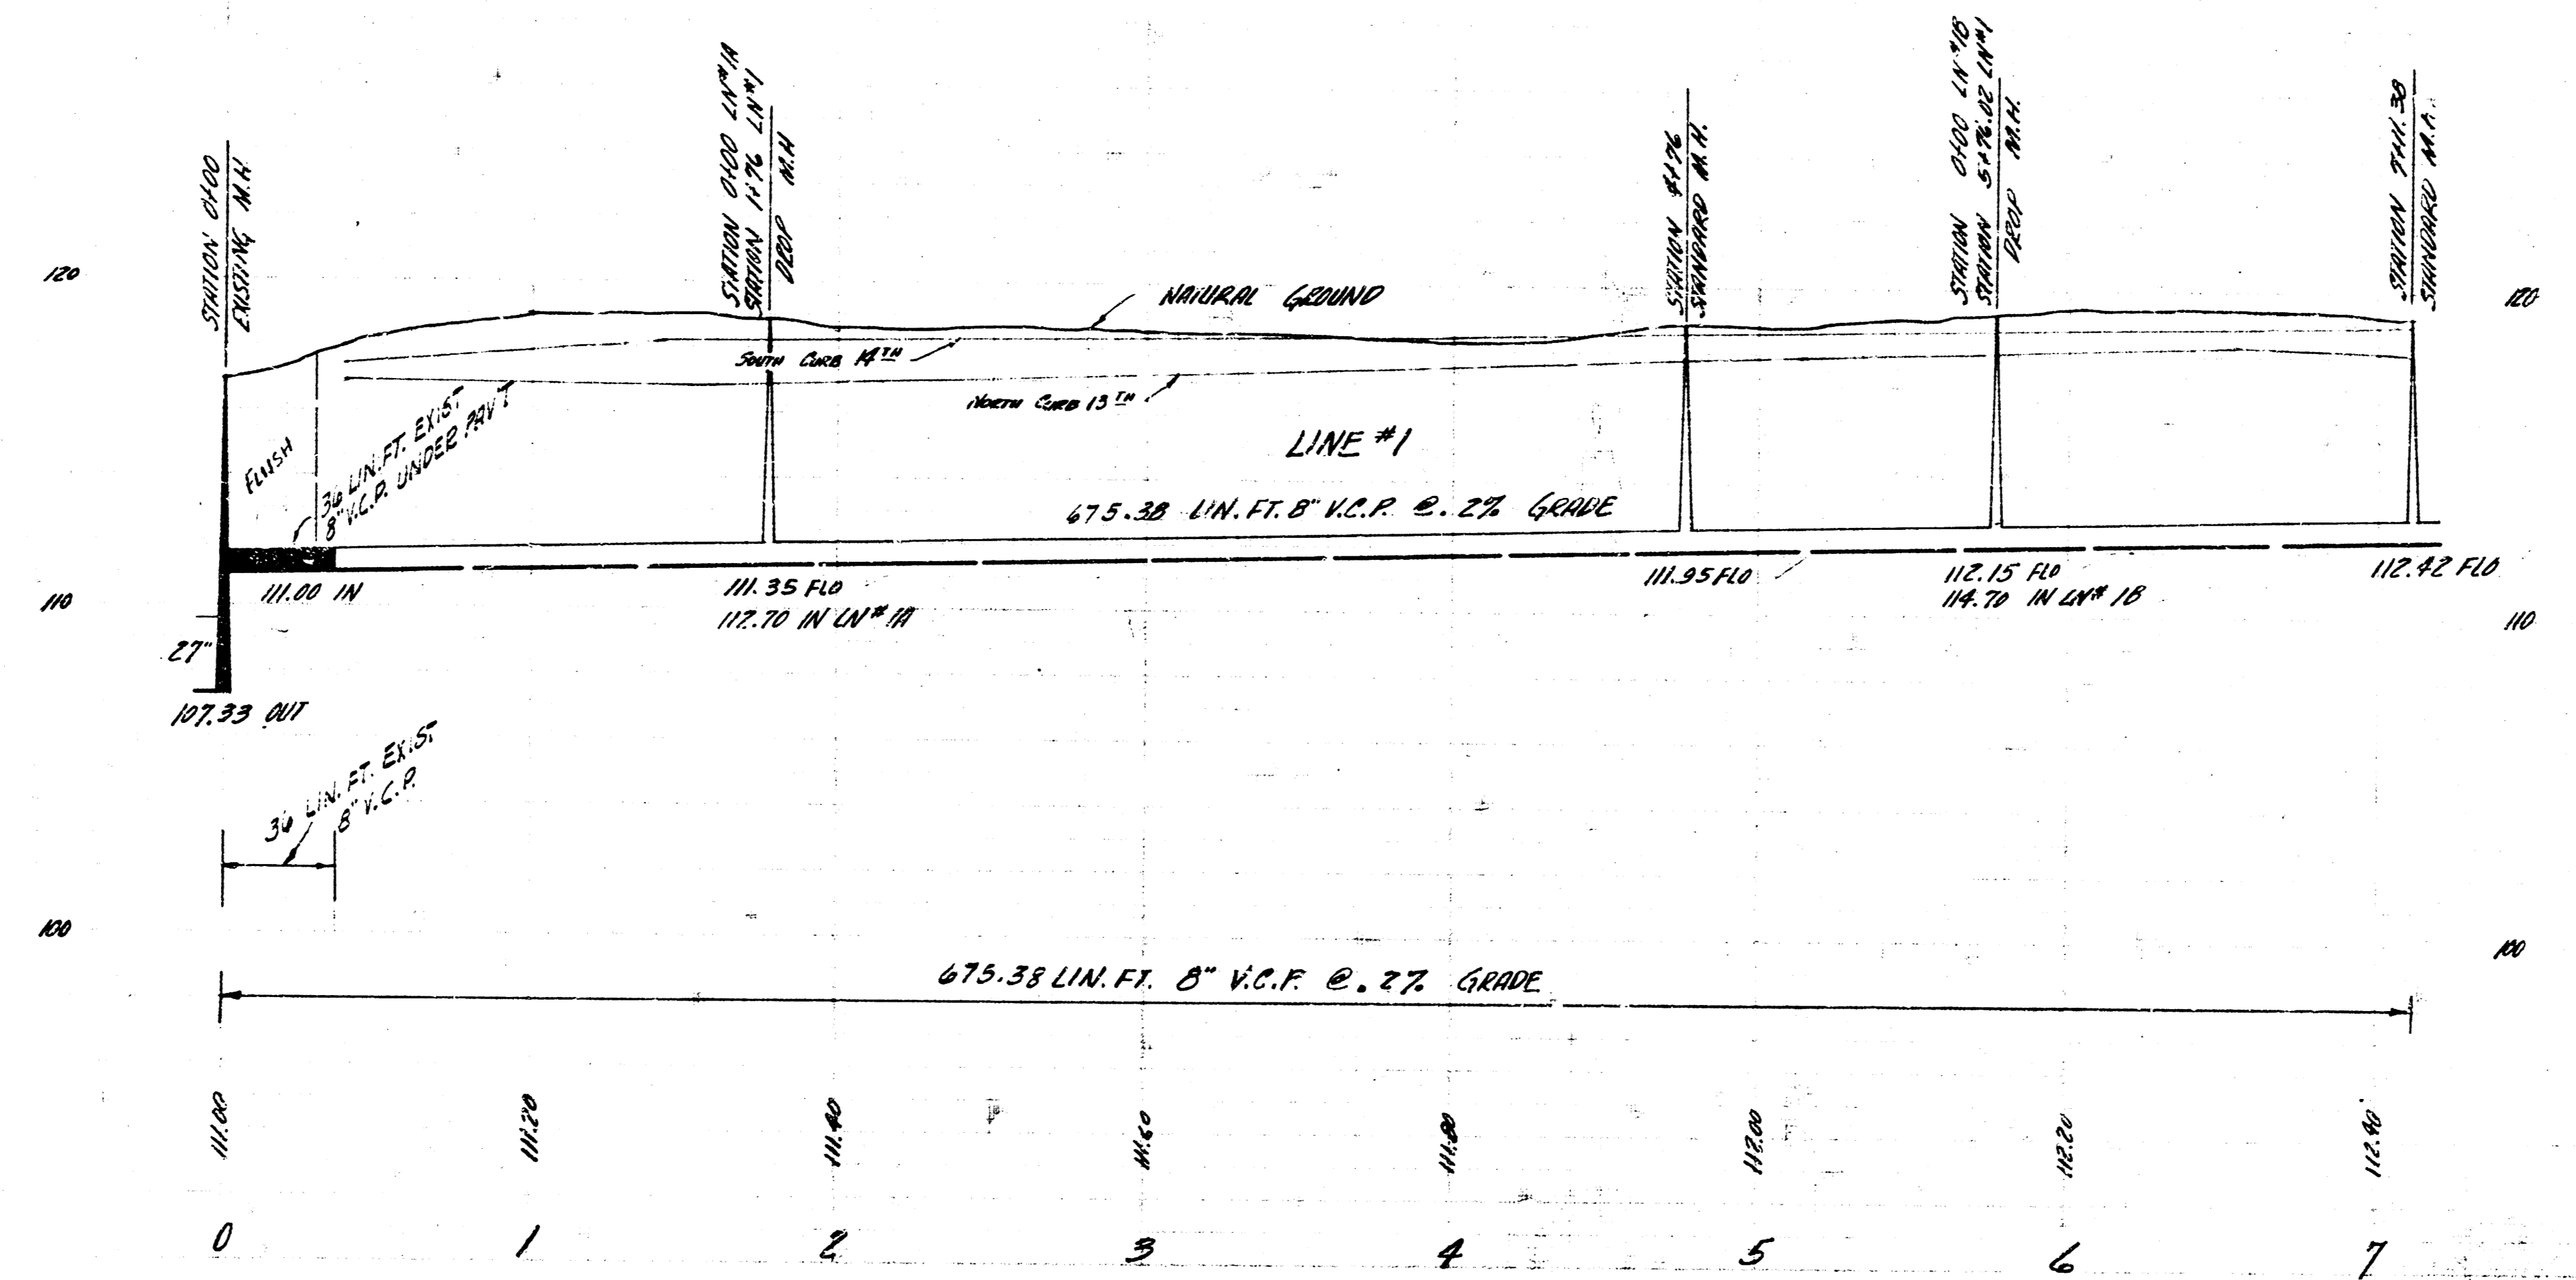 STATION 0+00
EXISTING M.H
STATION 0+00 LN#1A
STATION 1+76 LN#1
DROP M.H
STATION 4+76
STANDARD M.H.
STATION 0+00 LN#1B
STATION 5+76.02 LN#1
DROP M.H.
STATION 7+11.38
STANDARD M.H.
120
120
NATURAL GROUND
SOUTH CURB 14TH
NORTH CURB 13TH
FLUSH
36 LIN.FT. EXIST
8" V.C.P. UNDER PAV'T
LINE #1
675.38 LIN.FT. 8" V.C.P. @ .2% GRADE
111.00 IN
111.35 FLO
112.70 IN LN#1A
111.95 FLO
112.15 FLO
114.70 IN LN#1B
112.42 FLO
110
110
27"
107.33 OUT
36 LIN. FT. EXIST
8" V.C.P.
100
100
675.38 LIN. FT. 8" V.C.P. @ .2% GRADE
111.00
111.20
111.40
111.60
111.80
112.00
112.20
112.40
0
1
2
3
4
5
6
7